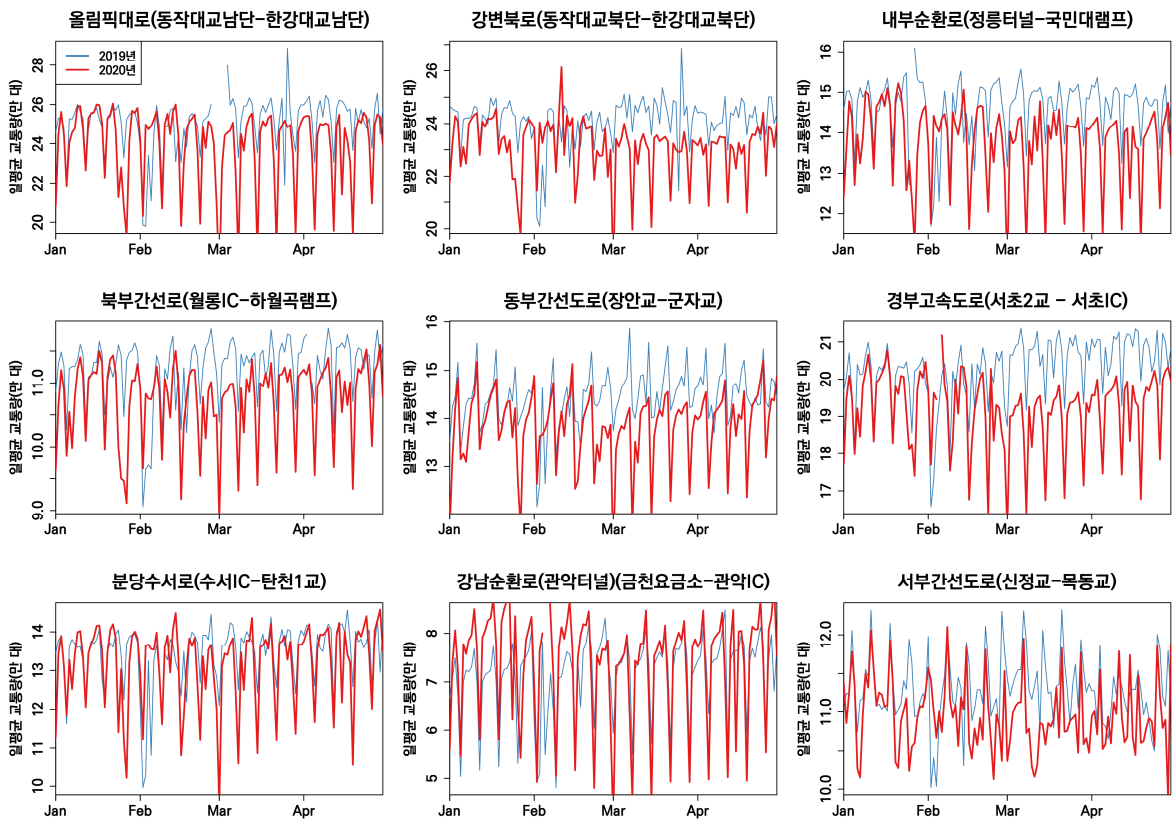 올림픽대로(동작대교남단-한강대교남단)
일평균 교통량(만 대)
28
26
24
22
20
2019년
2020년
Jan Feb Mar Apr
강변북로(동작대교북단-한강대교북단)
일평균 교통량(만 대)
26
24
22
20
Jan Feb Mar Apr
내부순환로(정릉터널-국민대램프)
일평균 교통량(만 대)
16
15
14
13
12
Jan Feb Mar Apr
북부간선로(월릉IC-하월곡램프)
일평균 교통량(만 대)
11.0
10.0
9.0
Jan Feb Mar Apr
동부간선도로(장안교-군자교)
일평균 교통량(만 대)
16
15
14
13
Jan Feb Mar Apr
경부고속도로(서초2교 - 서초IC)
일평균 교통량(만 대)
21
20
19
18
17
Jan Feb Mar Apr
분당수서로(수서IC-탄천1교)
일평균 교통량(만 대)
14
13
12
11
10
Jan Feb Mar Apr
강남순환로(관악터널)(금천요금소-관악IC)
일평균 교통량(만 대)
8
7
6
5
Jan Feb Mar Apr
서부간선도로(신정교-목동교)
일평균 교통량(만 대)
12.0
11.0
10.0
Jan Feb Mar Apr